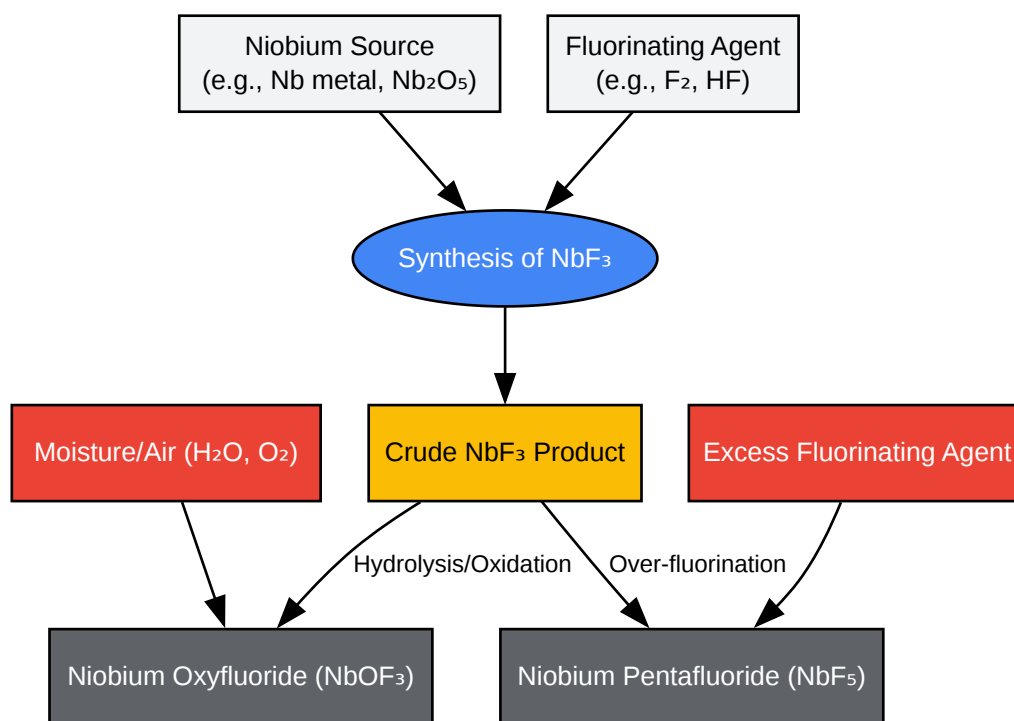 Niobium Source
(e.g., Nb metal, Nb₂O₅)
Fluorinating Agent
(e.g., F₂, HF)
Synthesis of NbF₃
Moisture/Air (H₂O, O₂)
Crude NbF₃ Product
Excess Fluorinating Agent
Hydrolysis/Oxidation
Over-fluorination
Niobium Oxyfluoride (NbOF₃)
Niobium Pentafluoride (NbF₅)